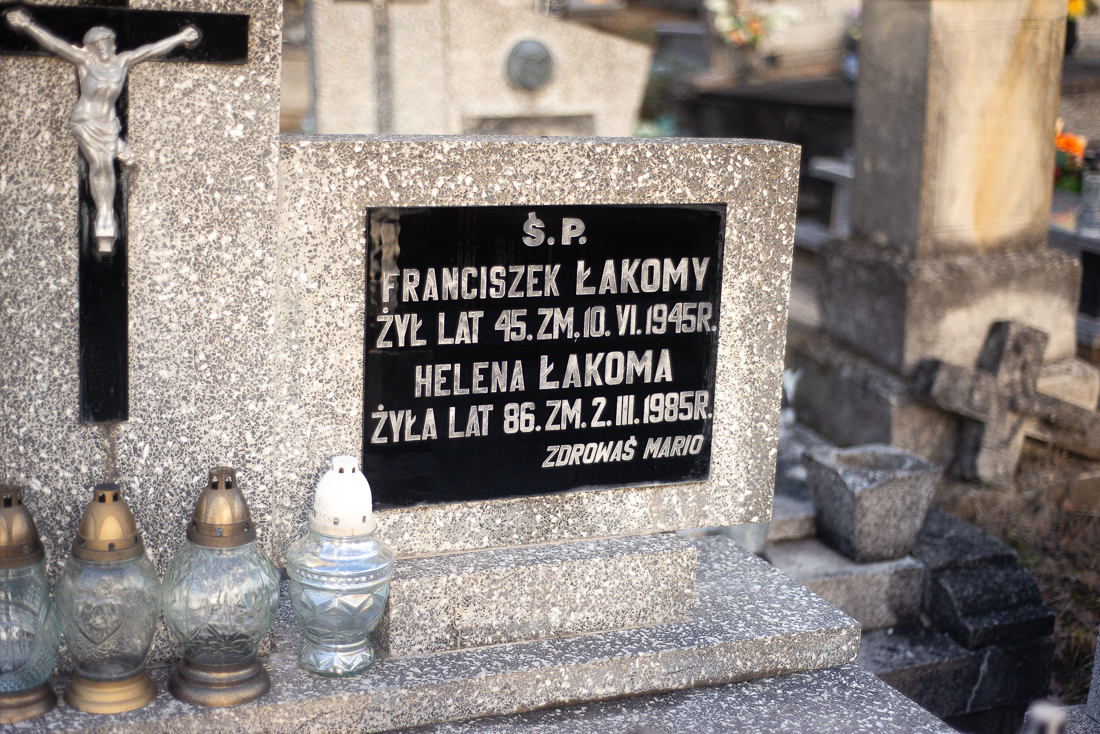 Ś.P.
FRANCISZEK ŁAKOMY
ŻYŁ LAT 45. ZM. 10. VI. 1945R.
HELENA ŁAKOMA
ŻYŁA LAT 86. ZM. 2. III. 1985R.
ZDROWAŚ MARIO